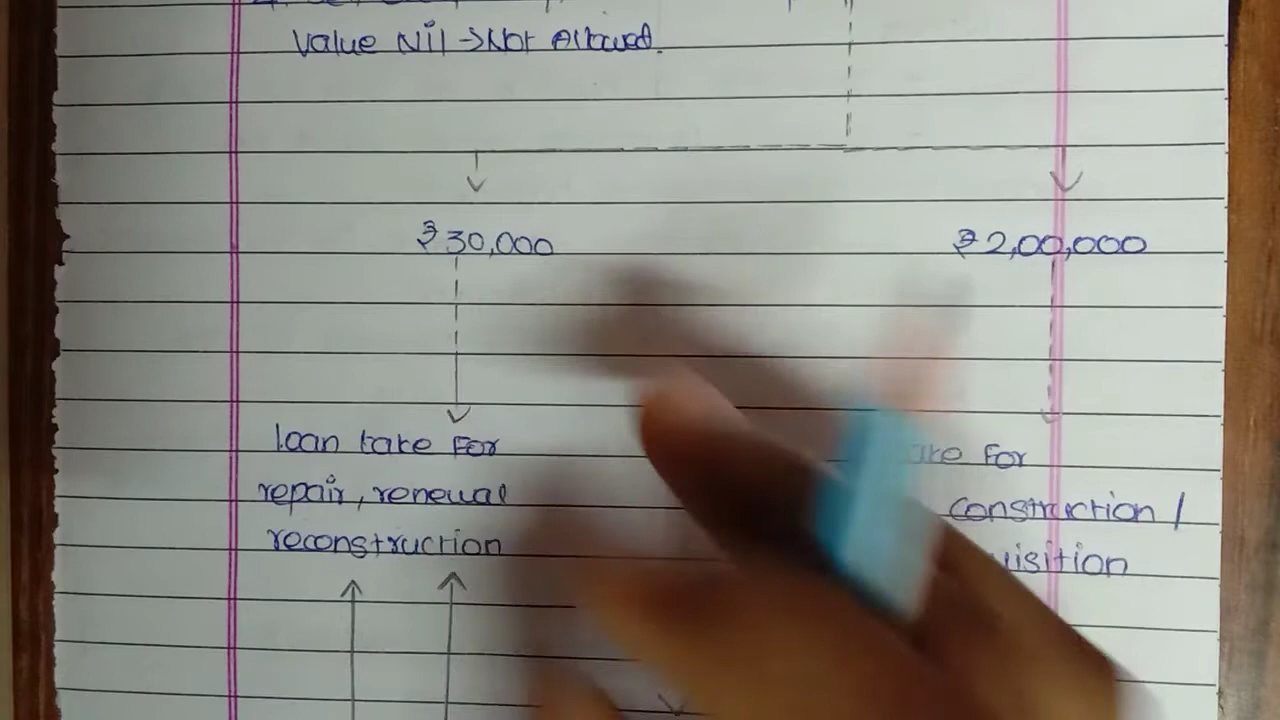 Value Nil → Not Allowed.
₹ 30,000
₹ 2,00,000
loan take For
repair, renewal
reconstruction
For
construction /